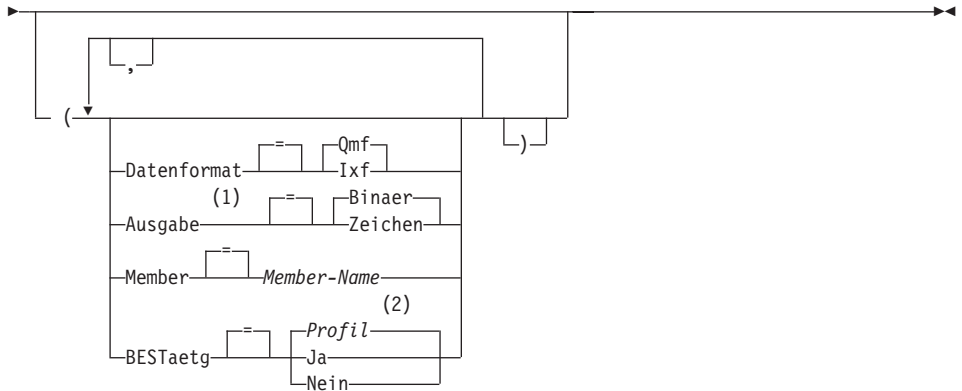 ,
( )
= Qmf
Datenformat Ixf
(1)
= Binaer
Ausgabe Zeichen
=
Member Member-Name
(2)
= Profil
BESTaetg Ja
Nein